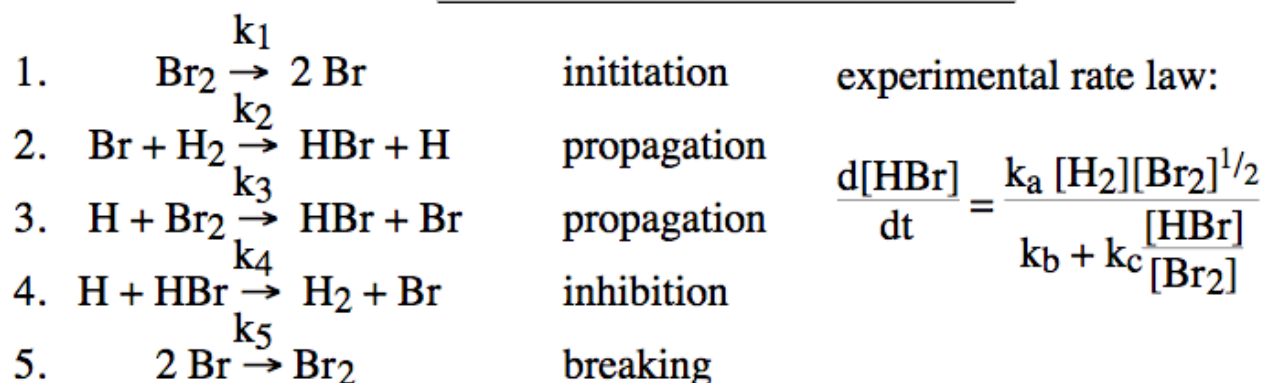 k1
1. Br2 → 2 Br inititation
k2
2. Br + H2 → HBr + H propagation
k3
3. H + Br2 → HBr + Br propagation
k4
4. H + HBr → H2 + Br inhibition
k5
5. 2 Br → Br2 breaking
experimental rate law:
d[HBr]/dt = ka [H2][Br2]^1/2 / (kb + kc [HBr]/[Br2])